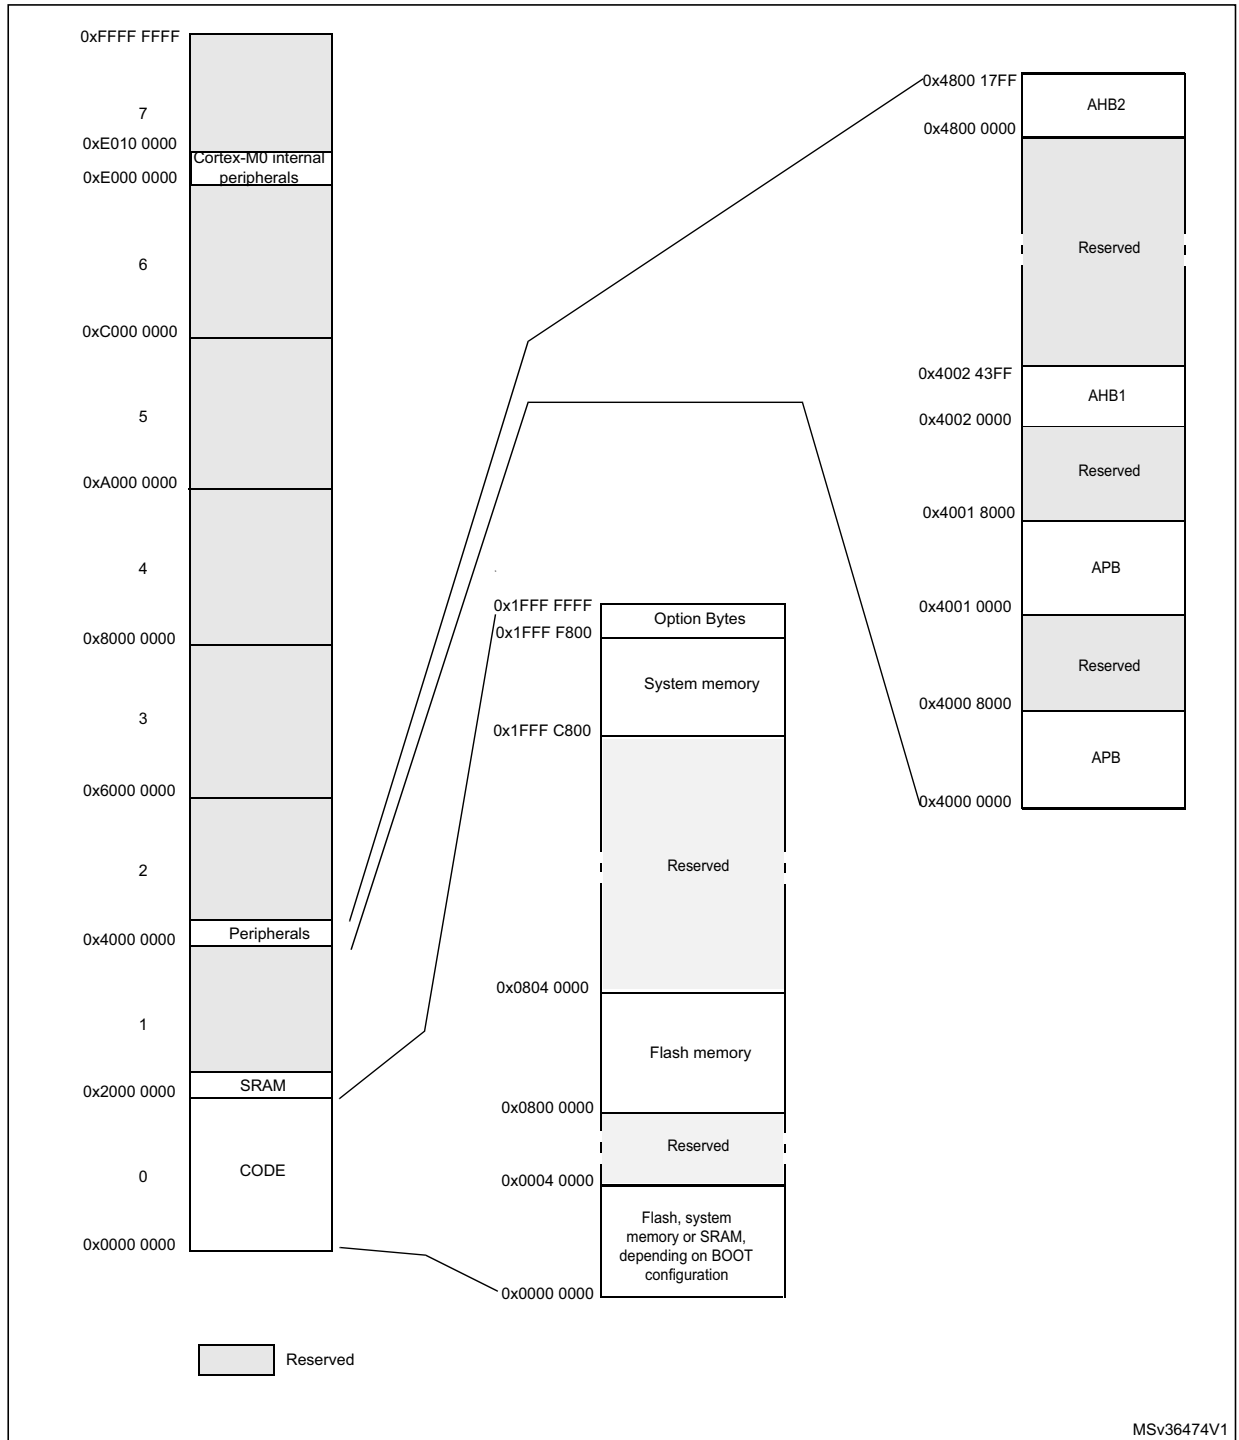 0xFFFF FFFF
7
0xE010 0000
Cortex-M0 internal
peripherals
0xE000 0000
6
0xC000 0000
5
0xA000 0000
4
0x8000 0000
3
0x6000 0000
2
Peripherals
0x4000 0000
1
SRAM
0x2000 0000
CODE
0
0x0000 0000
Reserved
0x1FFF FFFF
Option Bytes
0x1FFF F800
System memory
0x1FFF C800
Reserved
0x0804 0000
Flash memory
0x0800 0000
Reserved
0x0004 0000
Flash, system
memory or SRAM,
depending on BOOT
configuration
0x0000 0000
0x4800 17FF
AHB2
0x4800 0000
Reserved
0x4002 43FF
AHB1
0x4002 0000
Reserved
0x4001 8000
APB
0x4001 0000
Reserved
0x4000 8000
APB
0x4000 0000
MSv36474V1